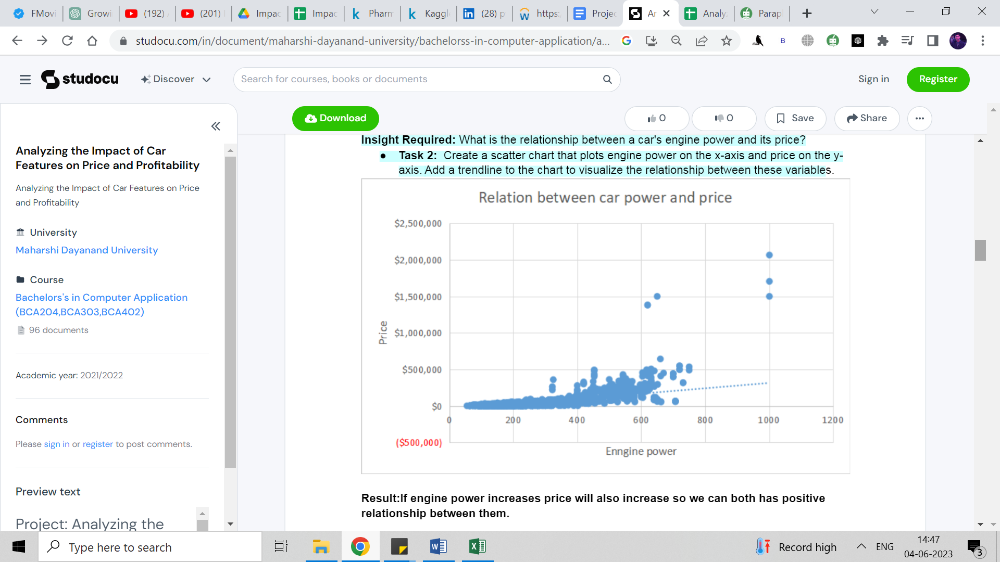 FMovi
Growi
(192)
(201)
Impac
Impac
Pharm
Kaggl
(28) p
https:
Projec
Ar
Analy
Parap
studocu.com/in/document/maharshi-dayanand-university/bachelorss-in-computer-application/a...
studocu
Discover
Search for courses, books or documents
Sign in
Register
Download
0
0
Save
Share
Analyzing the Impact of Car
Features on Price and Profitability
Analyzing the Impact of Car Features on Price
and Profitability
University
Maharshi Dayanand University
Course
Bachelors's in Computer Application
(BCA204,BCA303,BCA402)
96 documents
Academic year: 2021/2022
Comments
Please sign in or register to post comments.
Preview text
Project: Analyzing the
Insight Required: What is the relationship between a car's engine power and its price?
● Task 2: Create a scatter chart that plots engine power on the x-axis and price on the y-
axis. Add a trendline to the chart to visualize the relationship between these variables.
Relation between car power and price
$2,500,000
$2,000,000
$1,500,000
$1,000,000
$500,000
$0
($500,000)
Price
0 200 400 600 800 1000 1200
Enngine power
Result:If engine power increases price will also increase so we can both has positive
relationship between them.
Type here to search
Record high
ENG
14:47
04-06-2023
3